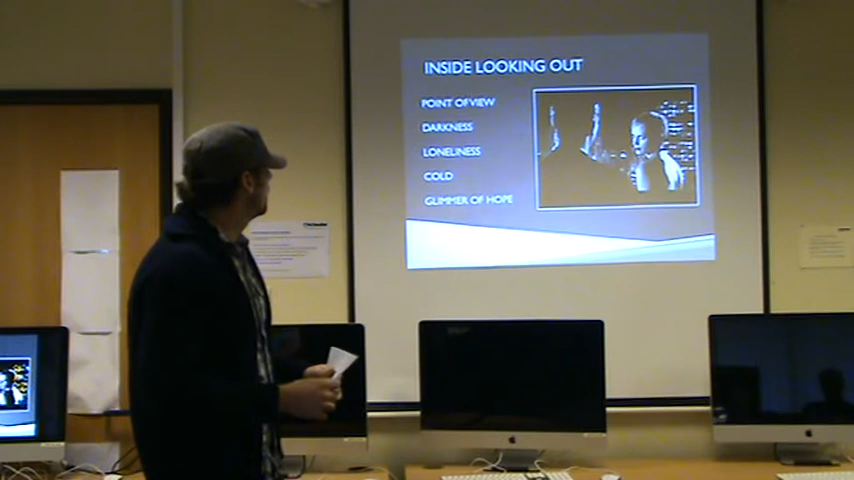 INSIDE LOOKING OUT
POINT OF VIEW
DARKNESS
LONELINESS
COLD
GLIMMER OF HOPE